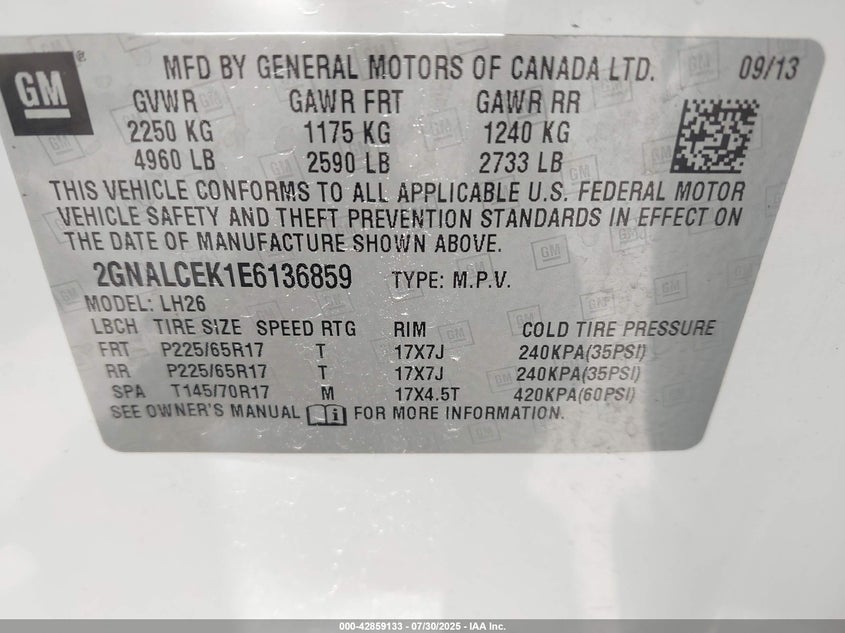 GM
MFD BY GENERAL MOTORS OF CANADA LTD. 09/13
GVWR GAWR FRT GAWR RR
2250 KG 1175 KG 1240 KG
4960 LB 2590 LB 2733 LB
THIS VEHICLE CONFORMS TO ALL APPLICABLE U.S. FEDERAL MOTOR
VEHICLE SAFETY AND THEFT PREVENTION STANDARDS IN EFFECT ON
THE DATE OF MANUFACTURE SHOWN ABOVE.
2GNALCEK1E6136859 TYPE: M.P.V.
MODEL: LH26
LBCH TIRE SIZE SPEED RTG RIM COLD TIRE PRESSURE
FRT P225/65R17 T 17X7J 240KPA(35PSI)
RR P225/65R17 T 17X7J 240KPA(35PSI)
SPA T145/70R17 M 17X4.5T 420KPA(60PSI)
SEE OWNER'S MANUAL i FOR MORE INFORMATION.
000-42859133 - 07/30/2025 - IAA Inc.